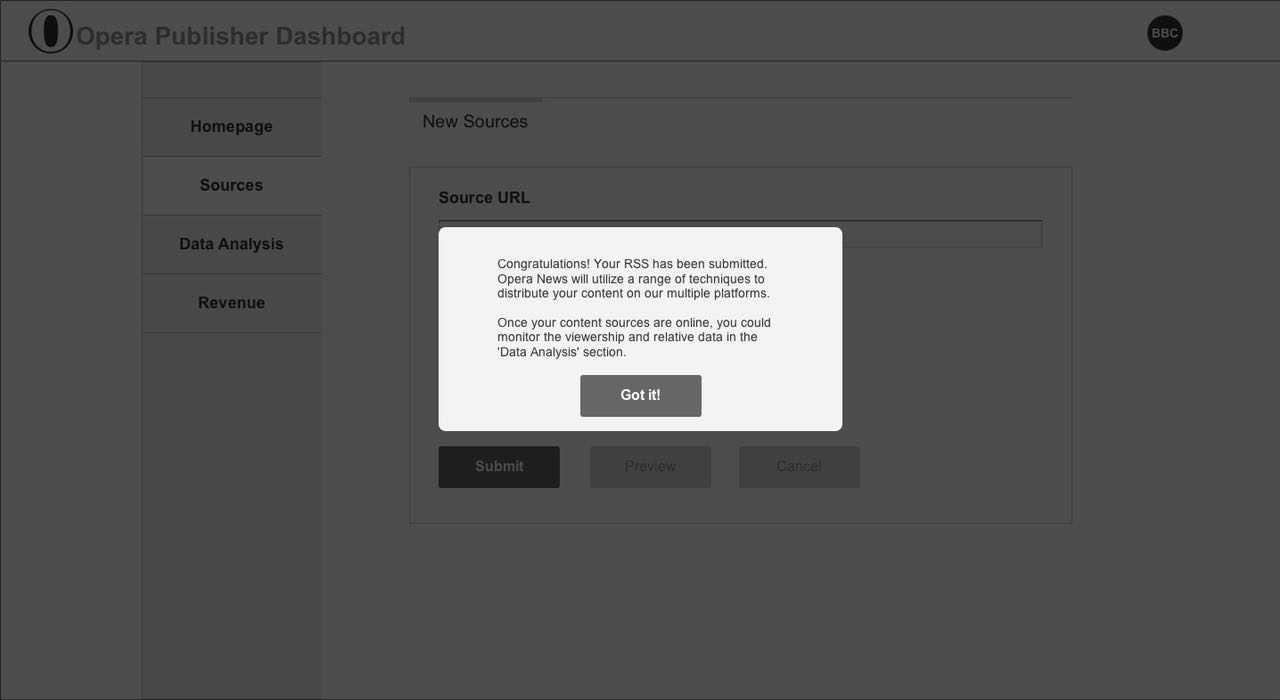 Opera Publisher Dashboard
BBC
Homepage
Sources
Data Analysis
Revenue
New Sources
Source URL
Congratulations! Your RSS has been submitted.
Opera News will utilize a range of techniques to
distribute your content on our multiple platforms.
Once your content sources are online, you could
monitor the viewership and relative data in the
'Data Analysis' section.
Got it!
Submit
Preview
Cancel